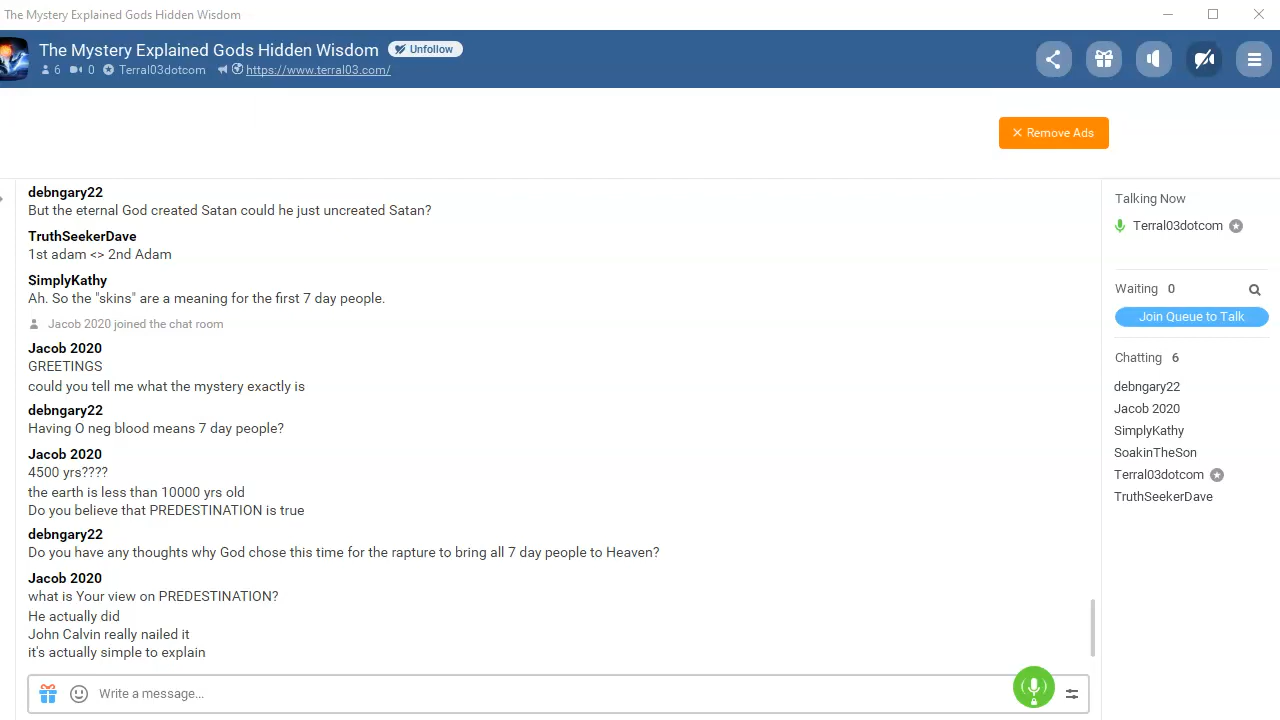 The Mystery Explained Gods Hidden Wisdom
The Mystery Explained Gods Hidden Wisdom Unfollow
6 0 Terral03dotcom https://www.terral03.com/
Remove Ads
debngary22
But the eternal God created Satan could he just uncreated Satan?
TruthSeekerDave
1st adam <> 2nd Adam
SimplyKathy
Ah. So the "skins" are a meaning for the first 7 day people.
Jacob 2020 joined the chat room
Jacob 2020
GREETINGS
could you tell me what the mystery exactly is
debngary22
Having O neg blood means 7 day people?
Jacob 2020
4500 yrs????
the earth is less than 10000 yrs old
Do you believe that PREDESTINATION is true
debngary22
Do you have any thoughts why God chose this time for the rapture to bring all 7 day people to Heaven?
Jacob 2020
what is Your view on PREDESTINATION?
He actually did
John Calvin really nailed it
it's actually simple to explain
Write a message...
Talking Now
Terral03dotcom
Waiting 0
Join Queue to Talk
Chatting 6
debngary22
Jacob 2020
SimplyKathy
SoakinTheSon
Terral03dotcom
TruthSeekerDave